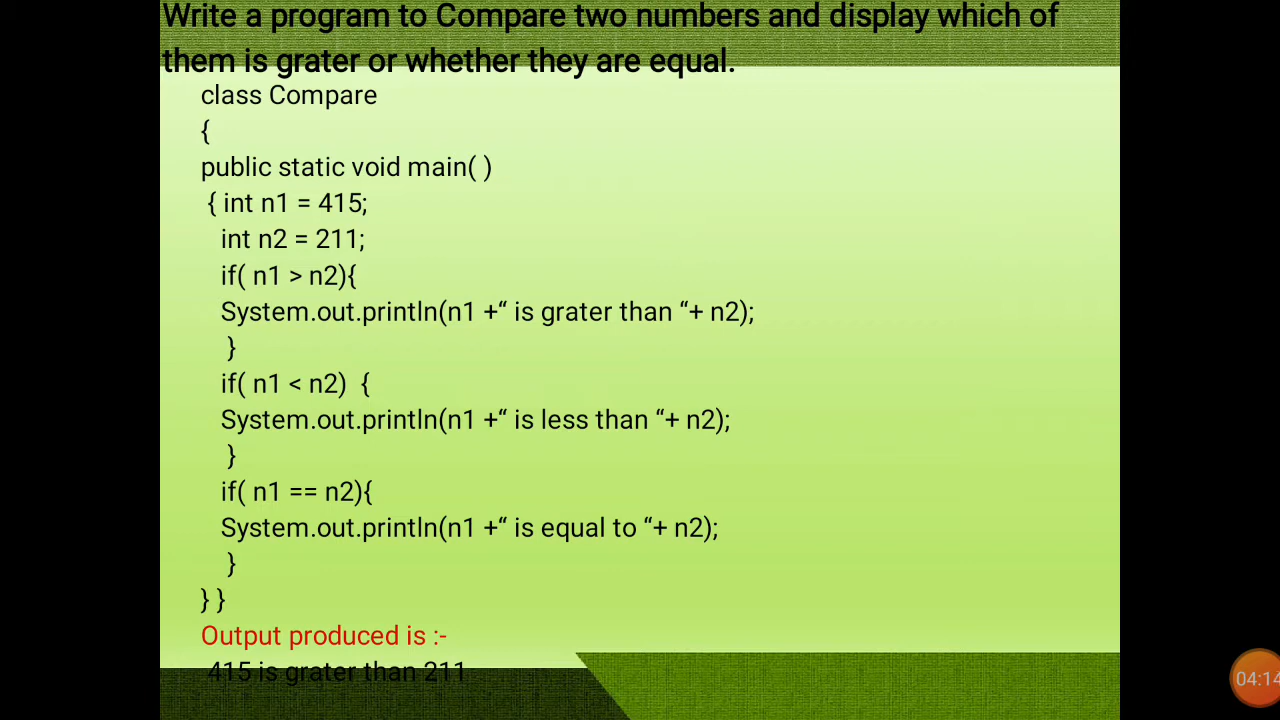 Write a program to Compare two numbers and display which of
them is grater or whether they are equal.
class Compare
{
public static void main( )
{ int n1 = 415;
int n2 = 211;
if( n1 > n2){
System.out.println(n1 +“ is grater than “+ n2);
}
if( n1 < n2)  {
System.out.println(n1 +“ is less than “+ n2);
}
if( n1 == n2){
System.out.println(n1 +“ is equal to “+ n2);
}
} }
Output produced is :-
415 is grater than 211
04:14